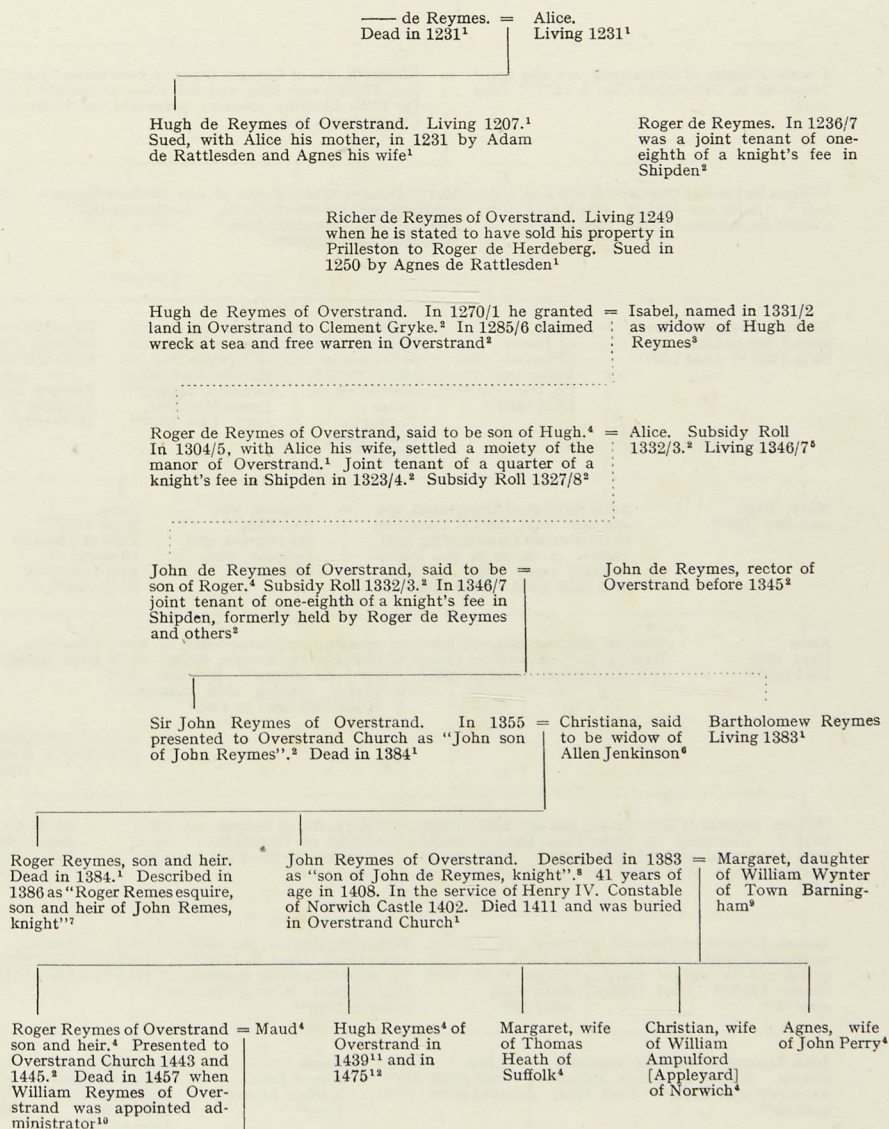 —— de Reymes. = Alice.
Dead in 1231¹ Living 1231¹
Hugh de Reymes of Overstrand. Living 1207.¹
Sued, with Alice his mother, in 1231 by Adam
de Rattlesden and Agnes his wife¹
Roger de Reymes. In 1236/7
was a joint tenant of one-
eighth of a knight's fee in
Shipden²
Richer de Reymes of Overstrand. Living 1249
when he is stated to have sold his property in
Prilleston to Roger de Herdeberg. Sued in
1250 by Agnes de Rattlesden¹
Hugh de Reymes of Overstrand. In 1270/1 he granted
land in Overstrand to Clement Gryke.² In 1285/6 claimed
wreck at sea and free warren in Overstrand²
= Isabel, named in 1331/2
as widow of Hugh de
Reymes³
Roger de Reymes of Overstrand, said to be son of Hugh.⁴
In 1304/5, with Alice his wife, settled a moiety of the
manor of Overstrand.¹ Joint tenant of a quarter of a
knight's fee in Shipden in 1323/4.² Subsidy Roll 1327/8²
= Alice. Subsidy Roll
1332/3.² Living 1346/7⁵
John de Reymes of Overstrand, said to be =
son of Roger.⁴ Subsidy Roll 1332/3.² In 1346/7
joint tenant of one-eighth of a knight's fee in
Shipden, formerly held by Roger de Reymes
and others²
John de Reymes, rector of
Overstrand before 1345²
Sir John Reymes of Overstrand. In 1355
presented to Overstrand Church as "John son
of John Reymes".² Dead in 1384¹
= Christiana, said
to be widow of
Allen Jenkinson⁶
Bartholomew Reymes
Living 1383¹
Roger Reymes, son and heir.
Dead in 1384.¹ Described in
1386 as "Roger Remes esquire,
son and heir of John Remes,
knight"⁷
John Reymes of Overstrand. Described in 1383
as "son of John de Reymes, knight".⁸ 41 years of
age in 1408. In the service of Henry IV. Constable
of Norwich Castle 1402. Died 1411 and was buried
in Overstrand Church¹
= Margaret, daughter
of William Wynter
of Town Barning-
ham⁹
Roger Reymes of Overstrand
son and heir.⁴ Presented to
Overstrand Church 1443 and
1445.² Dead in 1457 when
William Reymes of Over-
strand was appointed ad-
ministrator¹⁰
= Maud⁴
Hugh Reymes⁴ of
Overstrand in
1439¹¹ and in
1475¹²
Margaret, wife
of Thomas
Heath of
Suffolk⁴
Christian, wife
of William
Ampulford
[Appleyard]
of Norwich⁴
Agnes, wife
of John Perry⁴